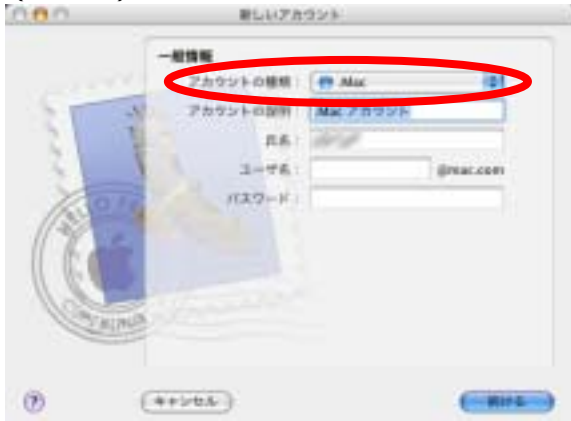 新しいアカウント
一般情報
アカウントの種類： .Mac
アカウントの説明： .Mac アカウント
氏名：
ユーザ名： @mac.com
パスワード：
キャンセル 続ける